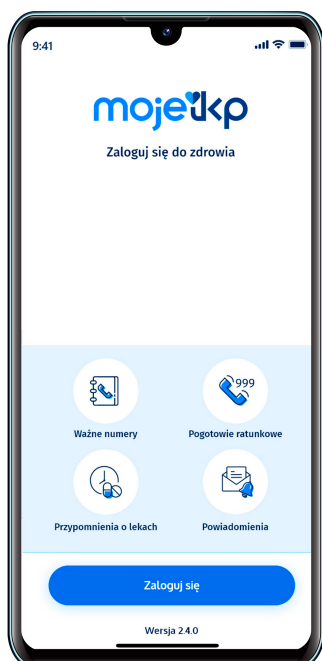 9:41
mojeikp
Zaloguj się do zdrowia
999
Ważne numery
Pogotowie ratunkowe
Przypomnienia o lekach
Powiadomienia
Zaloguj się
Wersja 2.4.0